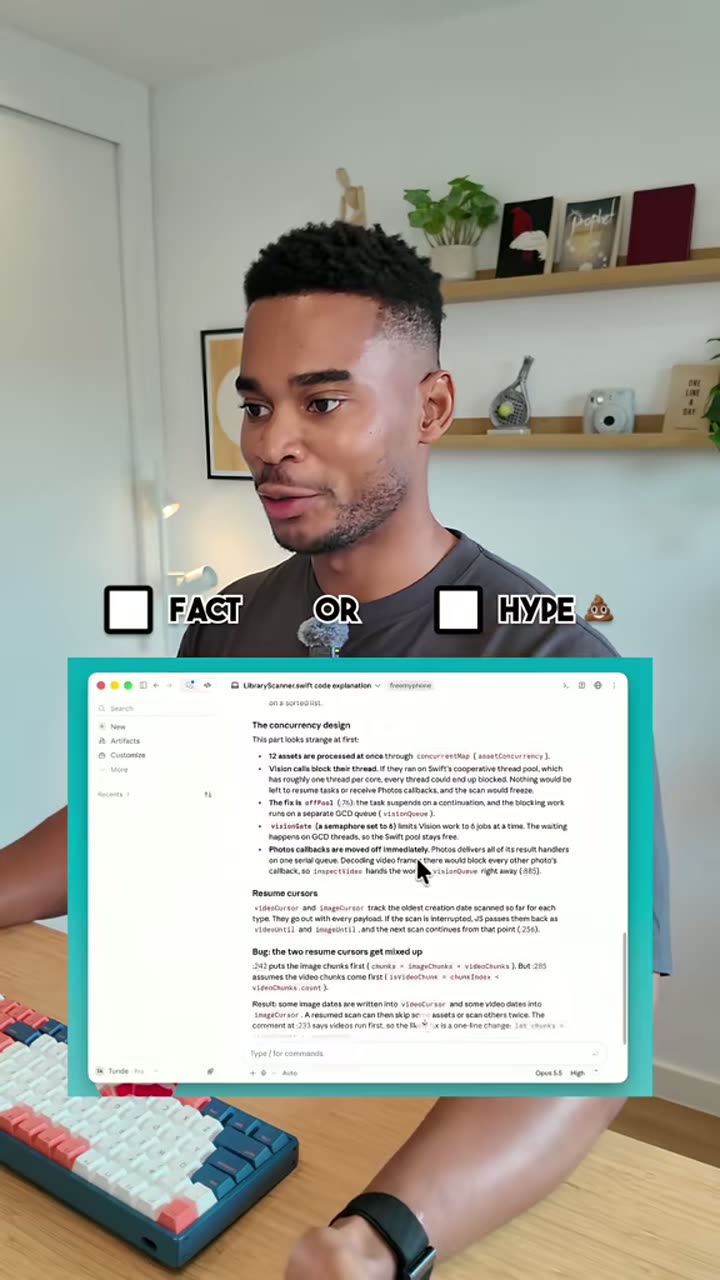 Prophet
ONE
LINE
A
DAY
FACT OR HYPE
LibraryScanner.swift code explanation
freemyphone
Search
New
Artifacts
Customize
More
Recents
on a sorted list.
The concurrency design
This part looks strange at first:
12 assets are processed at once through concurrentMap (assetConcurrency).
Vision calls block their thread. If they ran on Swift's cooperative thread pool, which
has roughly one thread per core, every thread could end up blocked. Nothing would be
left to resume tasks or receive Photos callbacks, and the scan would freeze.
The fix is offPool (:76): the task suspends on a continuation, and the blocking work
runs on a separate GCD queue (visionQueue).
visionGate (a semaphore set to 6) limits Vision work to 6 jobs at a time. The waiting
happens on GCD threads, so the Swift pool stays free.
Photos callbacks are moved off immediately. Photos delivers all of its result handlers
on one serial queue. Decoding video frames there would block every other photo's
callback, so inspectVideo hands the work visionQueue right away (:885).
Resume cursors
videoCursor and imageCursor track the oldest creation date scanned so far for each
type. They go out with every payload. If the scan is interrupted, JS passes them back as
videoUntil and imageUntil, and the next scan continues from that point (:256).
Bug: the two resume cursors get mixed up
:242 puts the image chunks first (chunks = imageChunks + videoChunks). But :285
assumes the video chunks come first (isVideoChunk = chunkIndex <
videoChunks.count).
Result: some image dates are written into videoCursor and some video dates into
imageCursor. A resumed scan can then skip some assets or scan others twice. The
comment at :233 says videos run first, so the is a one-line change: let chunks =
Type / for commands
Tunde · Pro
Auto
Opus 5.5 High